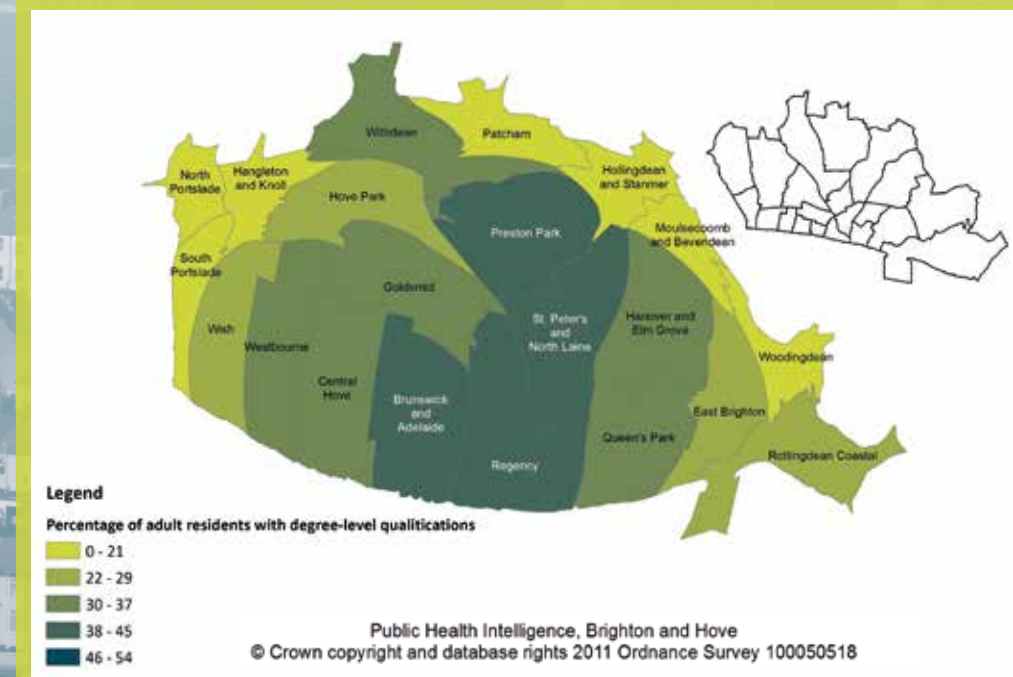 Withdean
Patcham
North
Portslade
Hangleton
and Knoll
Hollingdean
and Stanmer
Hove Park
Preston Park
Moulsecoomb
and Bevendean
South
Portslade
Goldsmid
St. Peter's
and
North Laine
Hanover and
Elm Grove
Wish
Westbourne
Woodingdean
Central
Hove
Brunswick
and
Adelaide
East Brighton
Queen's Park
Rottingdean Coastal
Regency
Legend
Percentage of adult residents with degree-level qualitications
0 - 21
22 - 29
30 - 37
38 - 45
46 - 54
Public Health Intelligence, Brighton and Hove
© Crown copyright and database rights 2011 Ordnance Survey 100050518